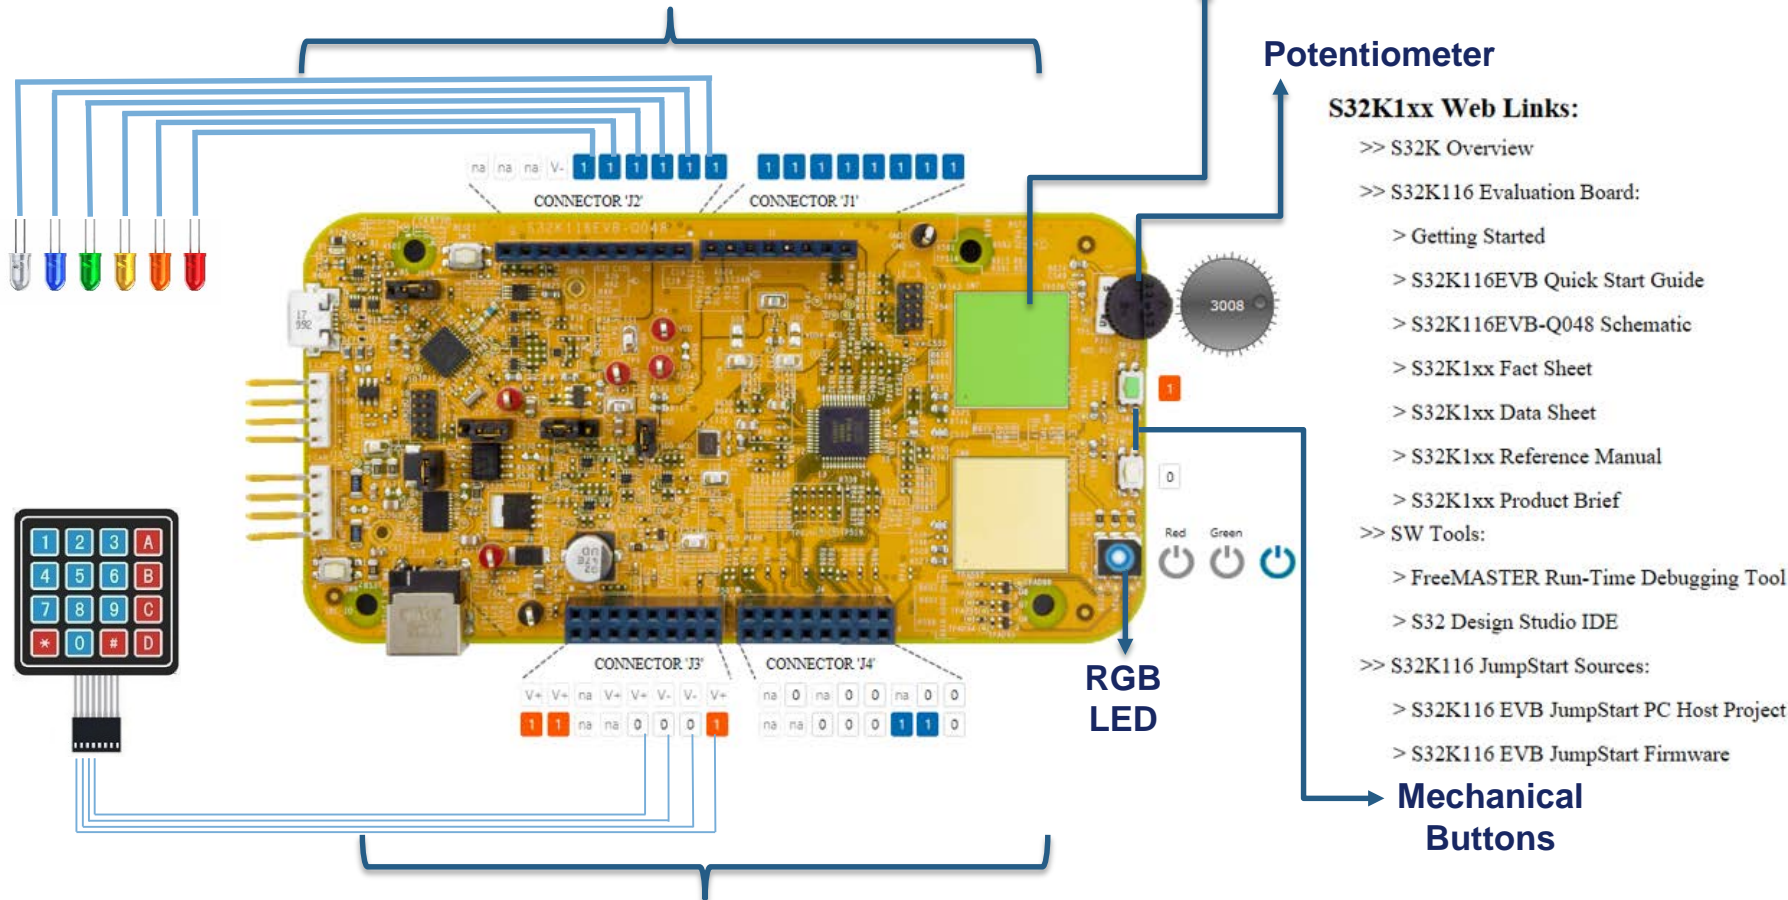 Potentiometer
S32K1xx Web Links:
>> S32K Overview
>> S32K116 Evaluation Board:
> Getting Started
> S32K116EVB Quick Start Guide
> S32K116EVB-Q048 Schematic
> S32K1xx Fact Sheet
> S32K1xx Data Sheet
> S32K1xx Reference Manual
> S32K1xx Product Brief
>> SW Tools:
> FreeMASTER Run-Time Debugging Tool
> S32 Design Studio IDE
>> S32K116 JumpStart Sources:
> S32K116 EVB JumpStart PC Host Project
> S32K116 EVB JumpStart Firmware
na na na V- 1 1 1 1 1 1
1 1 1 1 1 1 1 1
CONNECTOR 'J2'
CONNECTOR 'J1'
S32K116EVB-Q048
3008
1
0
Red Green
1 2 3 A
4 5 6 B
7 8 9 C
* 0 # D
CONNECTOR 'J3'
CONNECTOR 'J4'
V+ V+ na V+ V+ V- V- V+
1 1 na na 0 0 0 1
na 0 na 0 0 na 0 0
na na 0 0 0 1 1 0
RGB
LED
Mechanical
Buttons